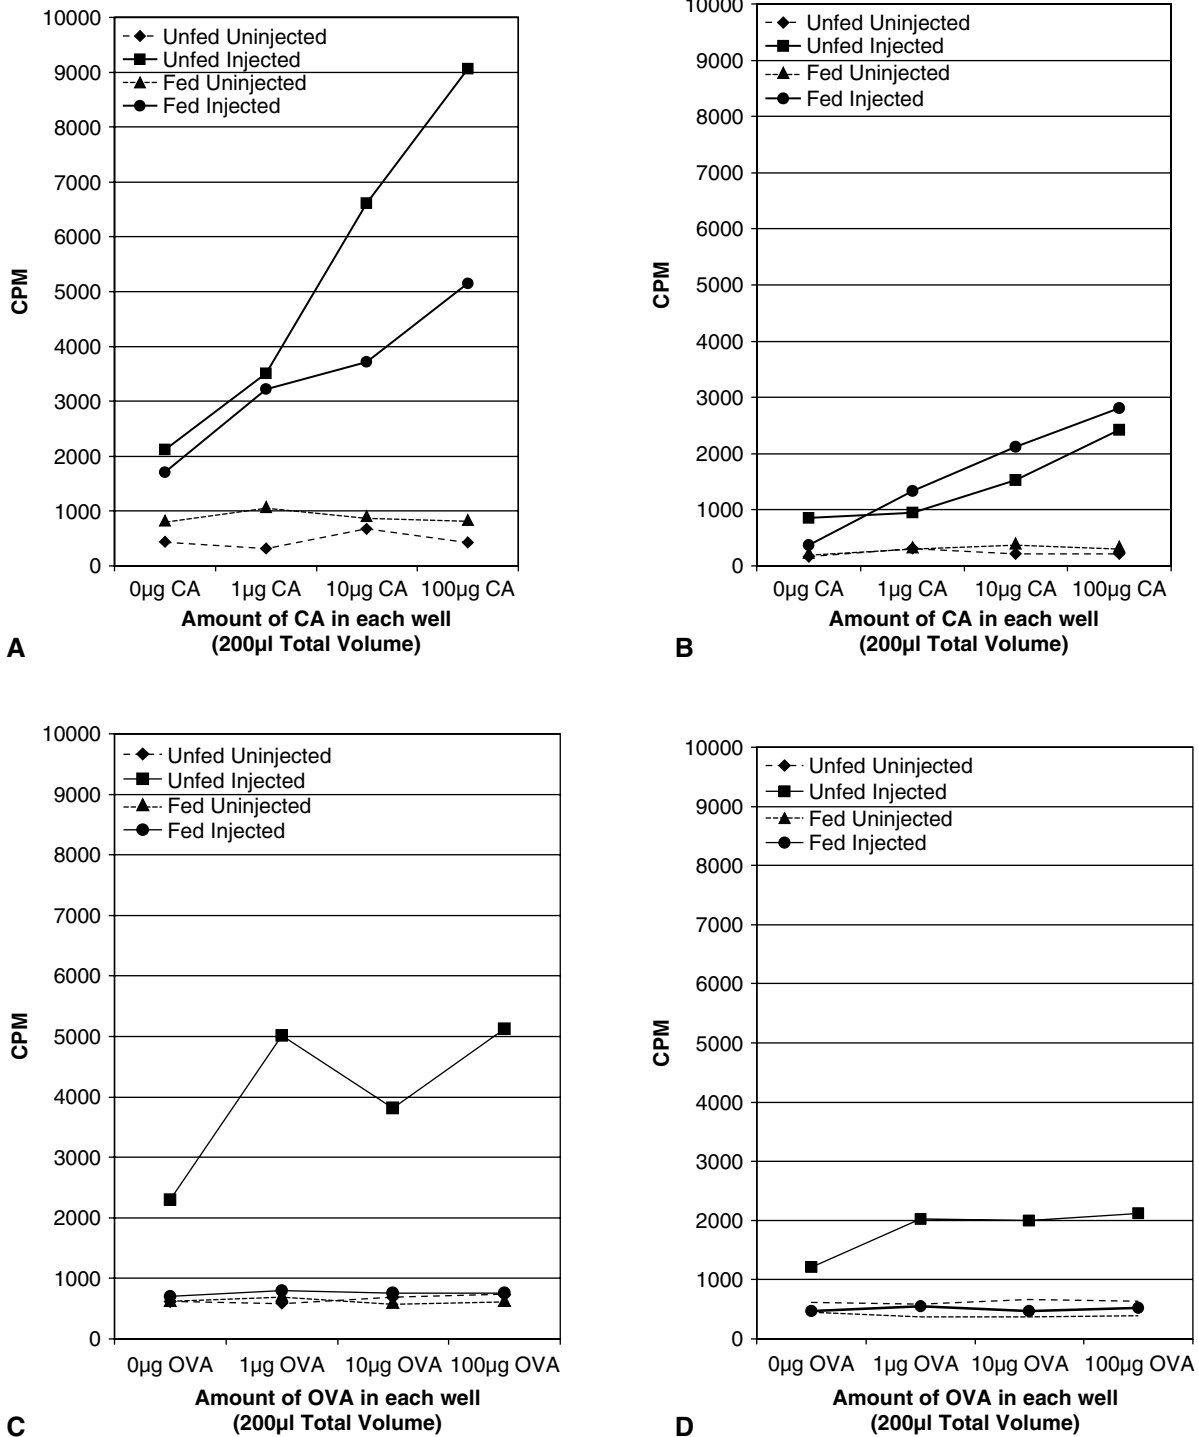 10000
9000
8000
7000
6000
5000
4000
3000
2000
1000
0
CPM
Unfed Uninjected
Unfed Injected
Fed Uninjected
Fed Injected
0µg CA 1µg CA 10µg CA 100µg CA
Amount of CA in each well
(200µl Total Volume)
A
10000
9000
8000
7000
6000
5000
4000
3000
2000
1000
0
CPM
Unfed Uninjected
Unfed Injected
Fed Uninjected
Fed Injected
0µg CA 1µg CA 10µg CA 100µg CA
Amount of CA in each well
(200µl Total Volume)
B
10000
9000
8000
7000
6000
5000
4000
3000
2000
1000
0
CPM
Unfed Uninjected
Unfed Injected
Fed Uninjected
Fed Injected
0µg OVA 1µg OVA 10µg OVA 100µg OVA
Amount of OVA in each well
(200µl Total Volume)
C
10000
9000
8000
7000
6000
5000
4000
3000
2000
1000
0
CPM
Unfed Uninjected
Unfed Injected
Fed Uninjected
Fed Injected
0µg OVA 1µg OVA 10µg OVA 100µg OVA
Amount of OVA in each well
(200µl Total Volume)
D